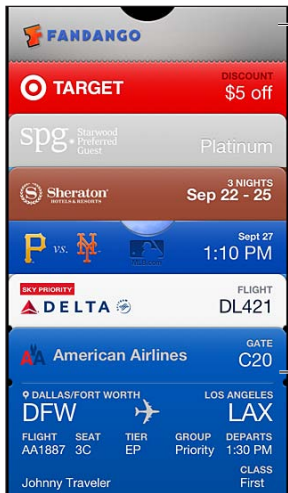 FANDANGO
TARGET
DISCOUNT
$5 off
spg. Starwood
Preferred
Guest
Platinum
Sheraton
HOTELS & RESORTS
3 NIGHTS
Sep 22 - 25
P vs. NY
Sept 27
1:10 PM
SKY PRIORITY
DELTA
FLIGHT
DL421
AA American Airlines
GATE
C20
DALLAS/FORT WORTH LOS ANGELES
DFW LAX
FLIGHT SEAT TIER GROUP DEPARTS
AA1887 3C EP Priority 1:30 PM
CLASS
Johnny Traveler First